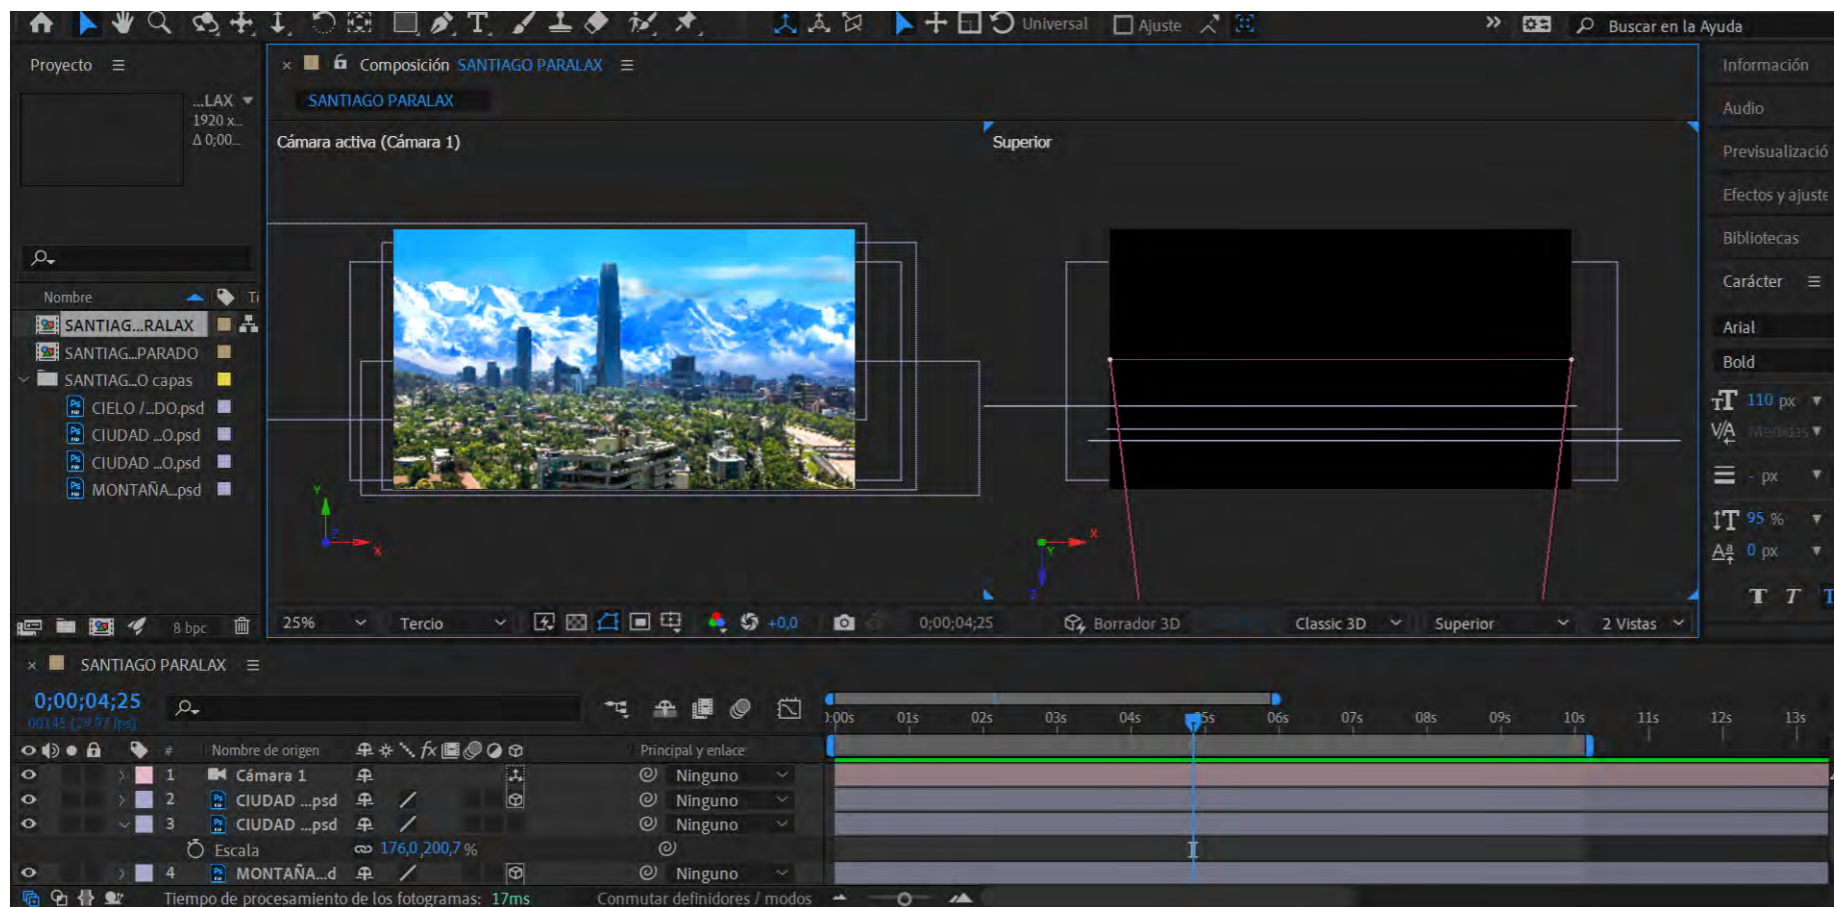 Universal Ajuste Buscar en la Ayuda
Proyecto
...LAX
1920 x...
Δ 0;00...
Nombre Ti
SANTIAG...RALAX
SANTIAG...PARADO
SANTIAG...O capas
CIELO /...DO.psd
CIUDAD ...O.psd
CIUDAD ...O.psd
MONTAÑA...psd
8 bpc
Composición SANTIAGO PARALAX
SANTIAGO PARALAX
Cámara activa (Cámara 1)
Superior
Y
Z
X
X
Y
Z
25% Tercio +0,0 0;00;04;25 Borrador 3D Classic 3D Superior 2 Vistas
Información
Audio
Previsualizació
Efectos y ajuste
Bibliotecas
Carácter
Arial
Bold
110 px
Medidas
- px
95 %
0 px
T T T
SANTIAGO PARALAX
0;00;04;25
00145 (29.97 fps)
:00s 01s 02s 03s 04s 05s 06s 07s 08s 09s 10s 11s 12s 13s
# Nombre de origen fx Principal y enlace
1 Cámara 1 Ninguno
2 CIUDAD ...psd Ninguno
3 CIUDAD ...psd Ninguno
Escala 176,0 ,200,7 %
4 MONTAÑA...d Ninguno
Tiempo de procesamiento de los fotogramas: 17ms Conmutar definidores / modos